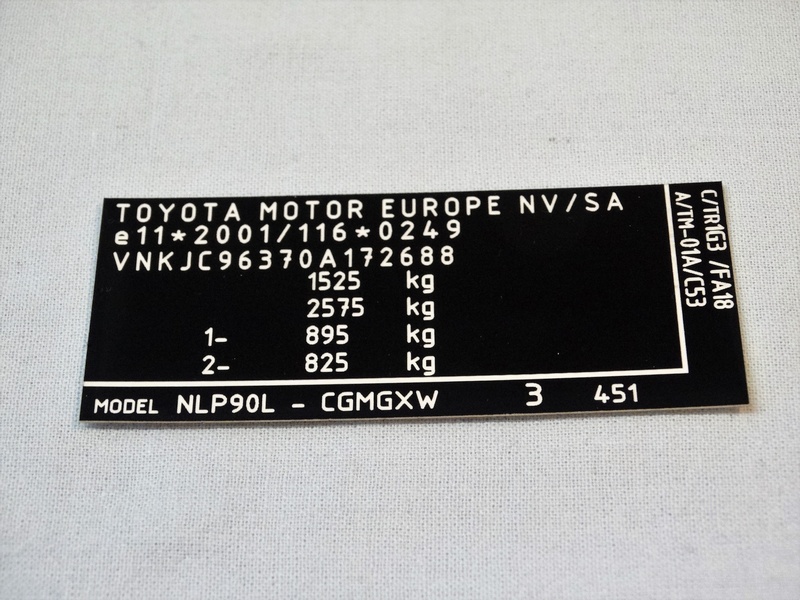 TOYOTA MOTOR EUROPE NV/SA
e11*2001/116*0249
VNKJC96370A172688
1525 kg
2575 kg
1- 895 kg
2- 825 kg
MODEL NLP90L - CGMGXW 3 451
C/TR1G3 /FA18
A/TM-01A/C53